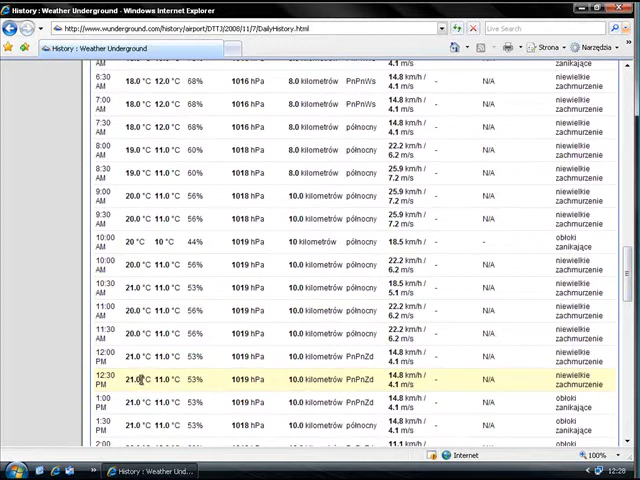 History : Weather Underground - Windows Internet Explorer
http://www.wunderground.com/history/airport/DTTJ/2008/11/7/DailyHistory.html
Live Search
History : Weather Underground
Strona
Narzędzia
zanikające
6:30 AM 18.0 °C 12.0 °C 68% 1016 hPa 8.0 kilometrów PnPnWs 14.8 km/h / 4.1 m/s - N/A niewielkie zachmurzenie
7:00 AM 18.0 °C 12.0 °C 68% 1016 hPa 8.0 kilometrów PnPnWs 14.8 km/h / 4.1 m/s - N/A niewielkie zachmurzenie
7:30 AM 18.0 °C 12.0 °C 68% 1016 hPa 8.0 kilometrów północny 14.8 km/h / 4.1 m/s - N/A niewielkie zachmurzenie
8:00 AM 19.0 °C 11.0 °C 60% 1018 hPa 8.0 kilometrów północny 22.2 km/h / 6.2 m/s - N/A niewielkie zachmurzenie
8:30 AM 19.0 °C 11.0 °C 60% 1018 hPa 8.0 kilometrów północny 25.9 km/h / 7.2 m/s - N/A niewielkie zachmurzenie
9:00 AM 20.0 °C 11.0 °C 56% 1018 hPa 10.0 kilometrów północny 25.9 km/h / 7.2 m/s - N/A niewielkie zachmurzenie
9:30 AM 20.0 °C 11.0 °C 56% 1018 hPa 10.0 kilometrów północny 25.9 km/h / 7.2 m/s - N/A niewielkie zachmurzenie
10:00 AM 20 °C 10 °C 44% 1019 hPa 10 kilometrów północny 18.5 km/h / - - obłoki zanikające
10:00 AM 20.0 °C 11.0 °C 56% 1019 hPa 10.0 kilometrów północny 22.2 km/h / 6.2 m/s - N/A niewielkie zachmurzenie
10:30 AM 21.0 °C 11.0 °C 53% 1019 hPa 10.0 kilometrów północny 18.5 km/h / 5.1 m/s - N/A niewielkie zachmurzenie
11:00 AM 20.0 °C 11.0 °C 56% 1019 hPa 10.0 kilometrów północny 22.2 km/h / 6.2 m/s - N/A niewielkie zachmurzenie
11:30 AM 20.0 °C 11.0 °C 56% 1019 hPa 10.0 kilometrów północny 22.2 km/h / 6.2 m/s - N/A niewielkie zachmurzenie
12:00 PM 21.0 °C 11.0 °C 53% 1019 hPa 10.0 kilometrów PnPnZd 14.8 km/h / 4.1 m/s - N/A niewielkie zachmurzenie
12:30 PM 21.0 °C 11.0 °C 53% 1019 hPa 10.0 kilometrów PnPnZd 14.8 km/h / 4.1 m/s - N/A niewielkie zachmurzenie
1:00 PM 21.0 °C 11.0 °C 53% 1019 hPa 10.0 kilometrów PnPnZd 14.8 km/h / 4.1 m/s - N/A obłoki zanikające
1:30 PM 21.0 °C 11.0 °C 53% 1018 hPa 10.0 kilometrów PnPnZd 14.8 km/h / 4.1 m/s - N/A obłoki zanikające
2:00 11.1 km/h / obłoki
Internet
100%
History : Weather Und...
12:28